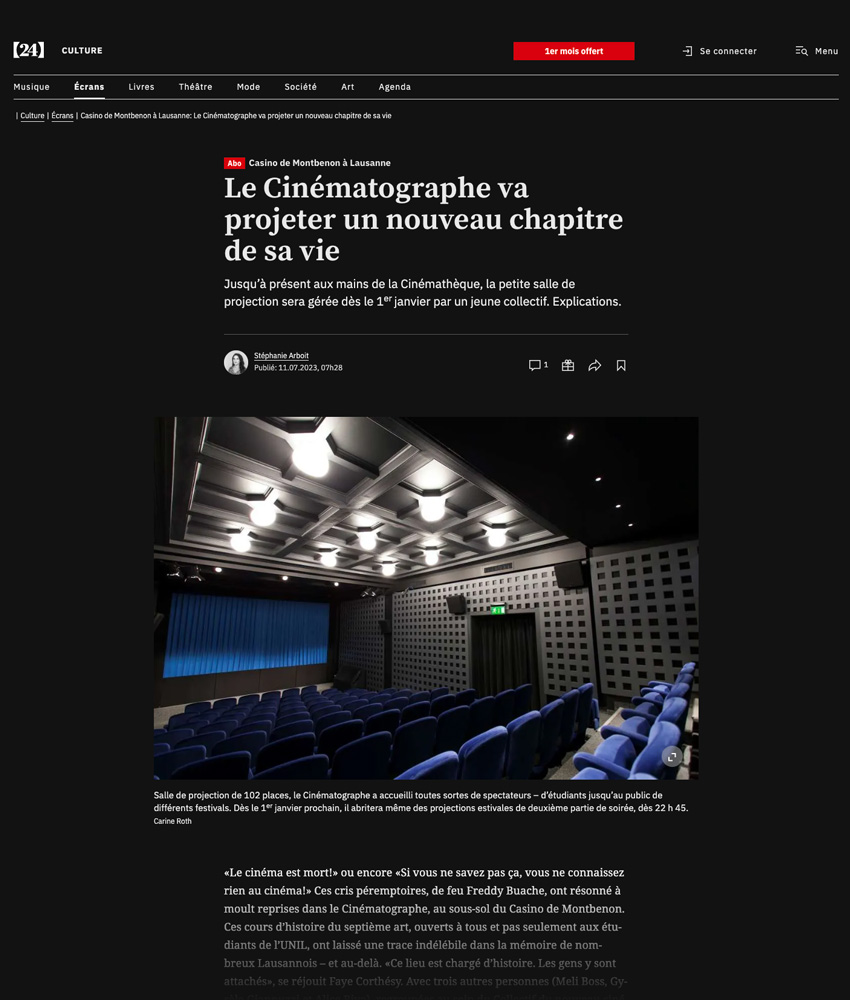 24 CULTURE 1er mois offert Se connecter Menu
Musique Écrans Livres Théâtre Mode Société Art Agenda
| Culture | Écrans | Casino de Montbenon à Lausanne: Le Cinématographe va projeter un nouveau chapitre de sa vie
Abo Casino de Montbenon à Lausanne
Le Cinématographe va
projeter un nouveau chapitre
de sa vie
Jusqu’à présent aux mains de la Cinémathèque, la petite salle de
projection sera gérée dès le 1er janvier par un jeune collectif. Explications.
Stéphanie Arboit
Publié: 11.07.2023, 07h28
1
Salle de projection de 102 places, le Cinématographe a accueilli toutes sortes de spectateurs – d’étudiants jusqu’au public de
différents festivals. Dès le 1er janvier prochain, il abritera même des projections estivales de deuxième partie de soirée, dès 22 h 45.
Carine Roth
«Le cinéma est mort!» ou encore «Si vous ne savez pas ça, vous ne connaissez
rien au cinéma!» Ces cris péremptoires, de feu Freddy Buache, ont résonné à
moult reprises dans le Cinématographe, au sous-sol du Casino de Montbenon.
Ces cours d’histoire du septième art, ouverts à tous et pas seulement aux étu-
diants de l’UNIL, ont laissé une trace indélébile dans la mémoire de nom-
breux Lausannois – et au-delà. «Ce lieu est chargé d’histoire. Les gens y sont
attachés», se réjouit Faye Corthésy. Avec trois autres personnes (Meli Boss, Gy-